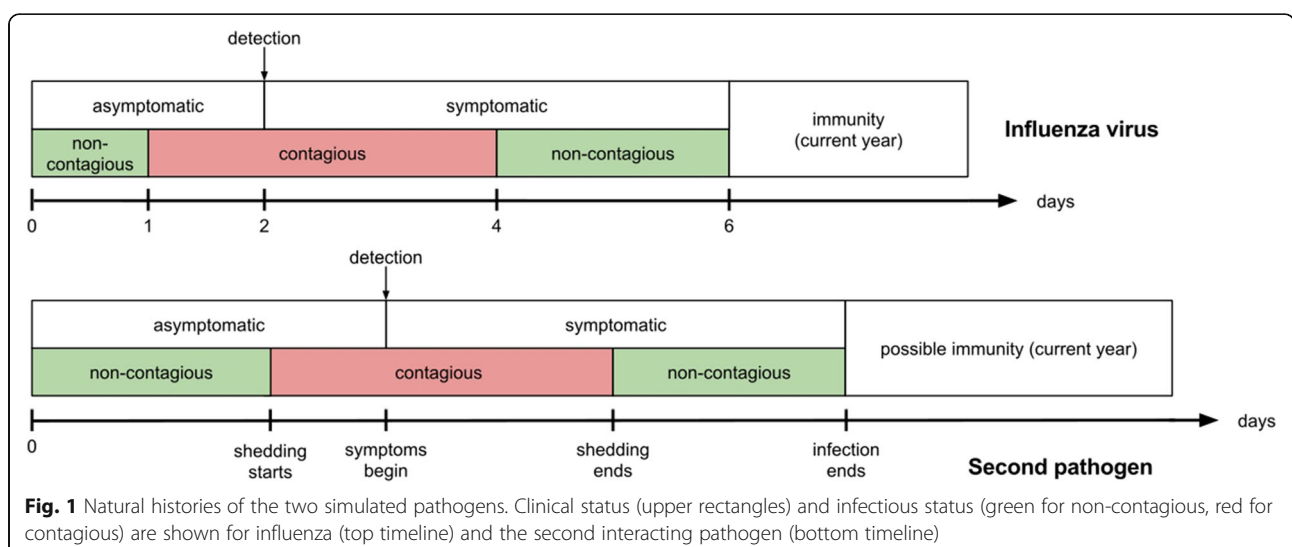 detection
asymptomatic
symptomatic
non-
contagious
contagious
non-contagious
immunity
(current year)
Influenza virus
0
1
2
4
6
days
detection
asymptomatic
symptomatic
non-contagious
contagious
non-contagious
possible immunity (current year)
0
shedding
starts
symptoms
begin
shedding
ends
infection
ends
days
Second pathogen
Fig. 1 Natural histories of the two simulated pathogens. Clinical status (upper rectangles) and infectious status (green for non-contagious, red for
contagious) are shown for influenza (top timeline) and the second interacting pathogen (bottom timeline)